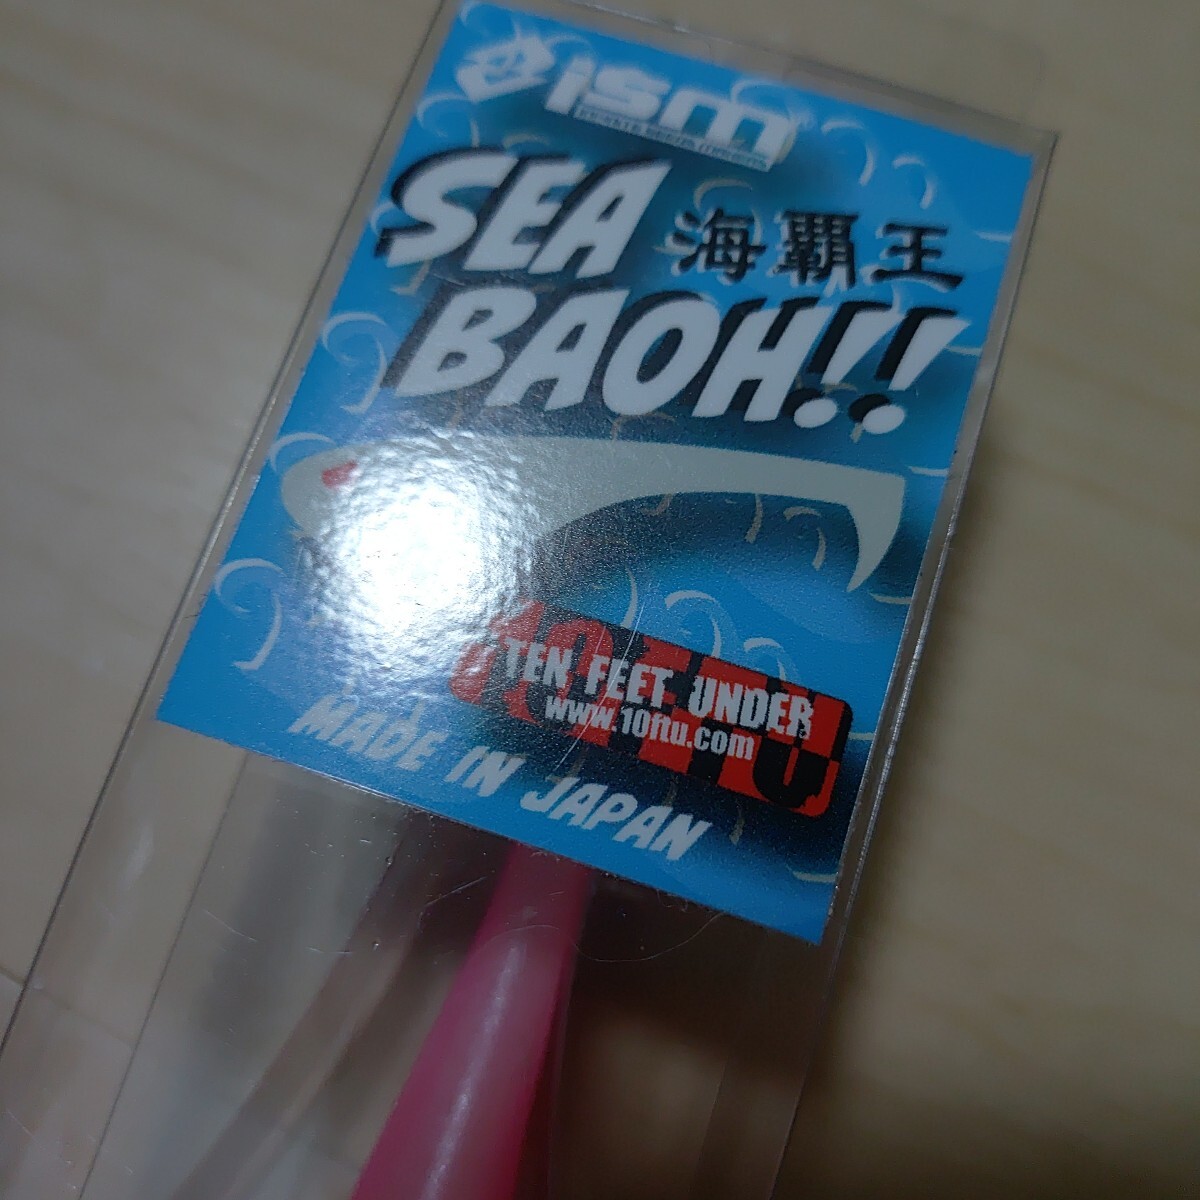 ism
SEA 海覇王
BAOH!!
TEN FEET UNDER
www.10ftu.com
MADE IN JAPAN